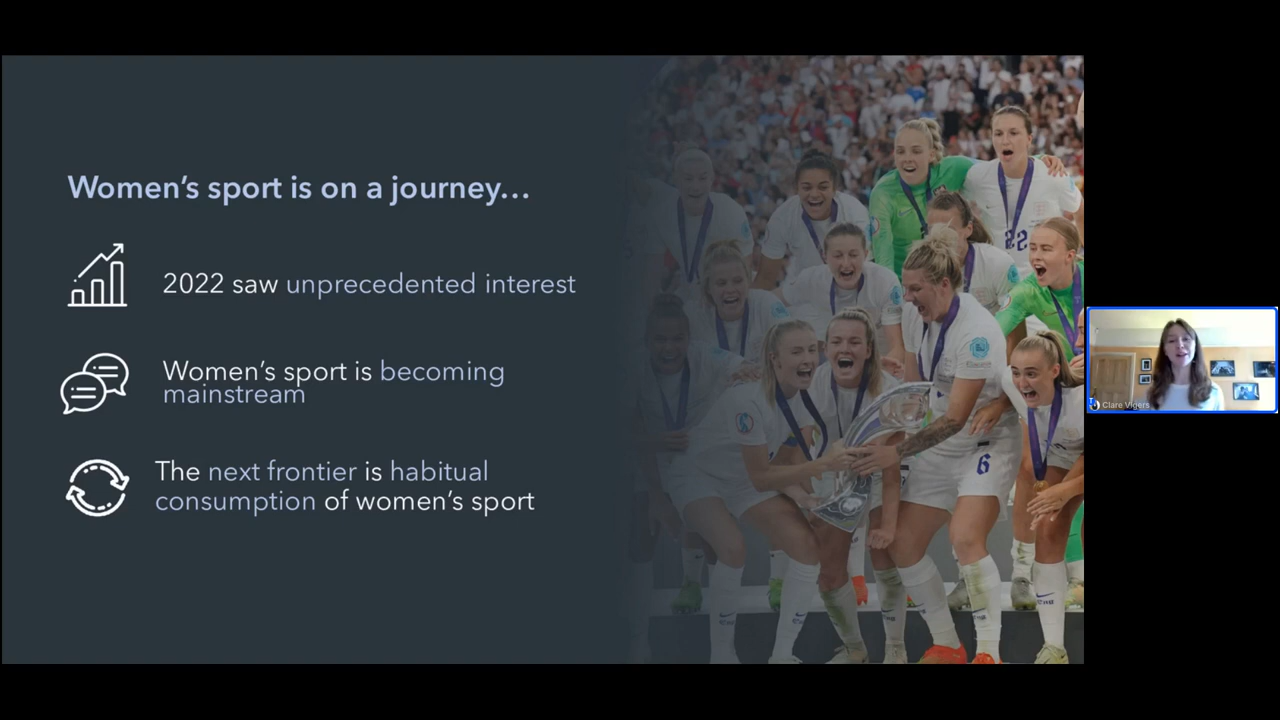 Women's sport is on a journey…
2022 saw unprecedented interest
Women's sport is becoming
mainstream
The next frontier is habitual
consumption of women's sport
22
6
Clare Vigers